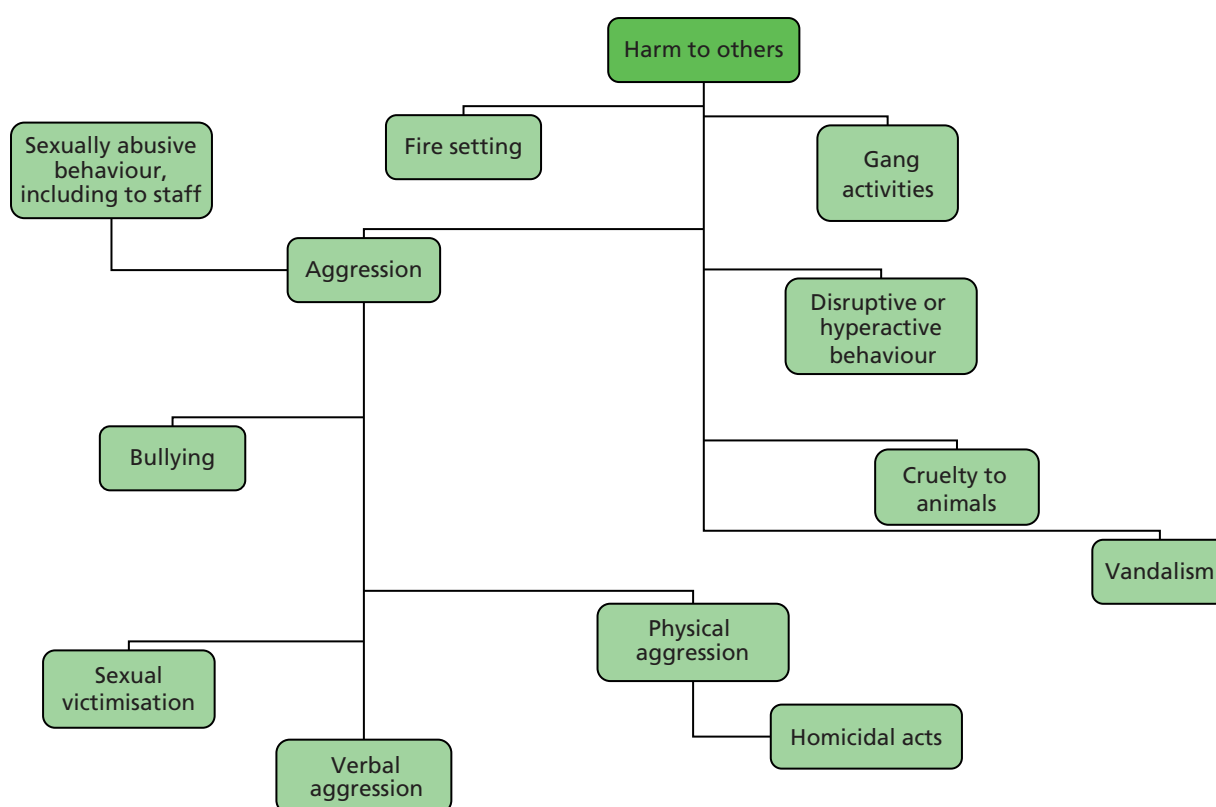 Harm to others
Fire setting
Gang
activities
Sexually abusive
behaviour,
including to staff
Aggression
Disruptive or
hyperactive
behaviour
Bullying
Cruelty to
animals
Vandalism
Physical
aggression
Sexual
victimisation
Homicidal acts
Verbal
aggression